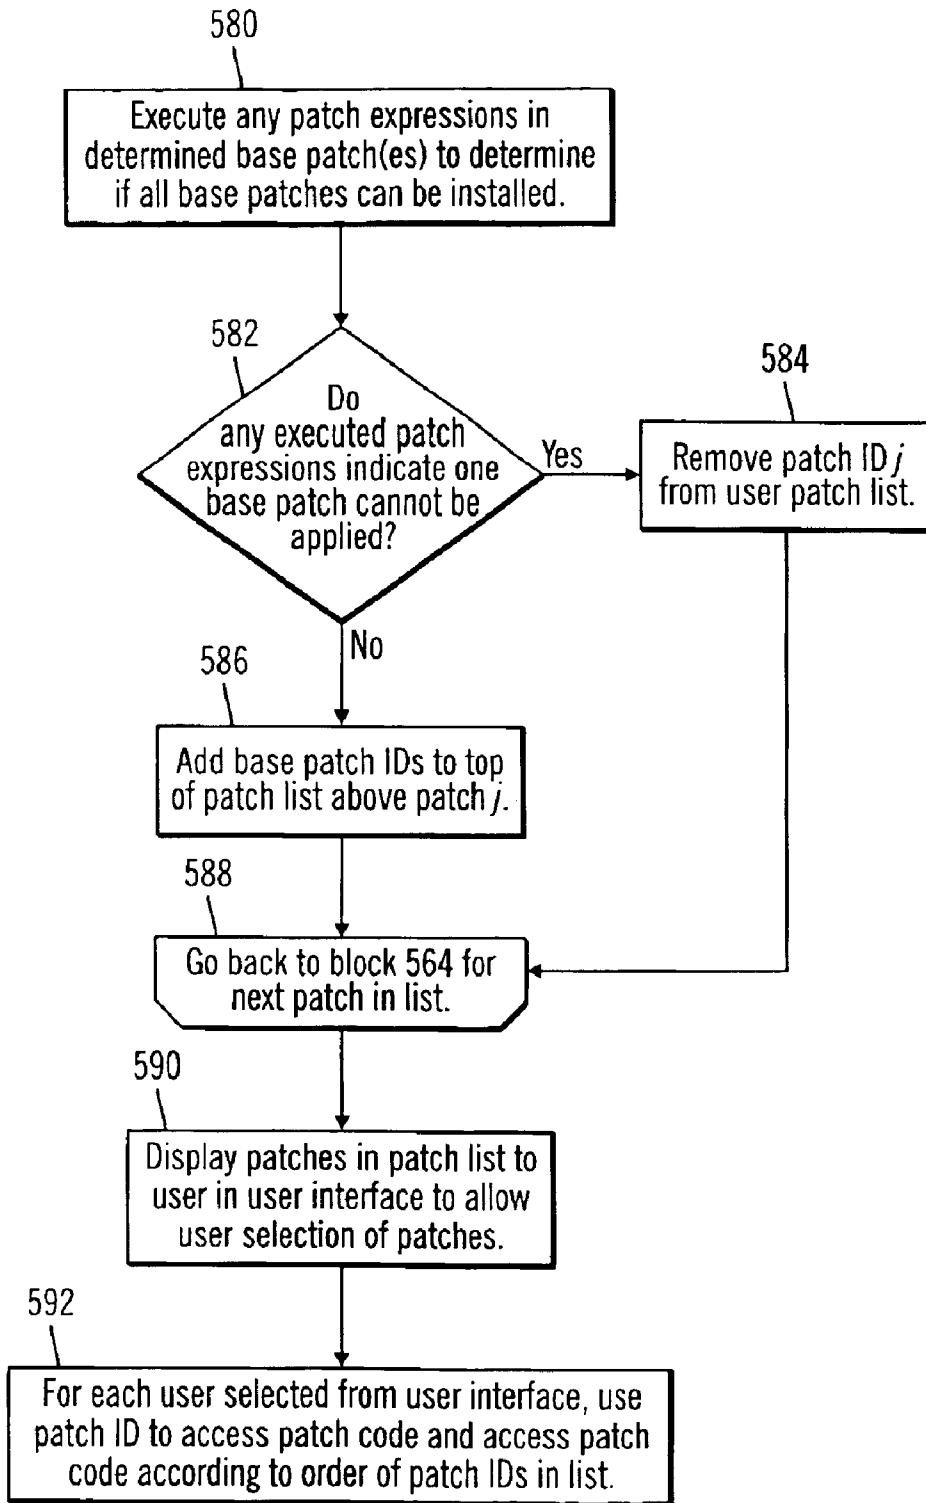 580
Execute any patch expressions in
determined base patch(es) to determine
if all base patches can be installed.
582
Do
any executed patch
expressions indicate one
base patch cannot be
applied?
Yes
584
Remove patch ID j
from user patch list.
No
586
Add base patch IDs to top
of patch list above patch j.
588
Go back to block 564 for
next patch in list.
590
Display patches in patch list to
user in user interface to allow
user selection of patches.
592
For each user selected from user interface, use
patch ID to access patch code and access patch
code according to order of patch IDs in list.